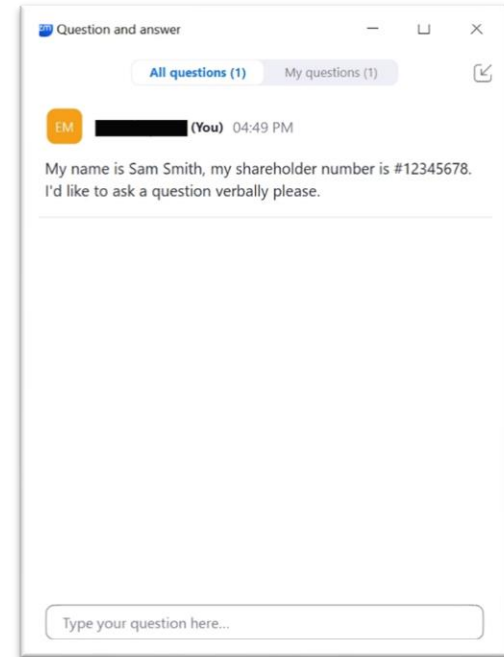 zm Question and answer
All questions (1) My questions (1)
EM (You) 04:49 PM
My name is Sam Smith, my shareholder number is #12345678.
I'd like to ask a question verbally please.
Type your question here...